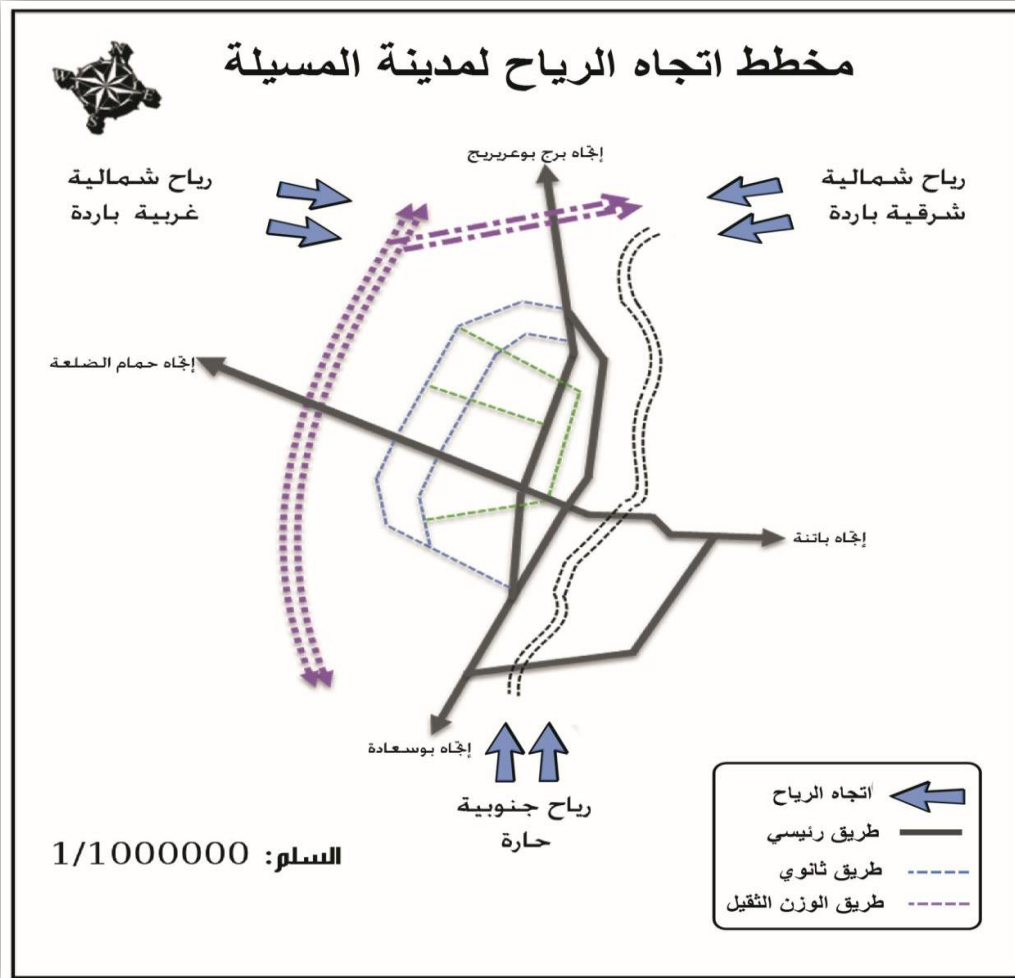 مخطط اتجاه الرياح لمدينة المسيلة
N
W
E
S
إتجاه برج بوعريريج
رياح شمالية
شرقية باردة
رياح شمالية
غربية باردة
إتجاه حمام الضلعة
إتجاه باتنة
إتجاه بوسعادة
رياح جنوبية
حارة
اتجاه الرياح
طريق رئيسي
طريق ثانوي
طريق الوزن الثقيل
السلم: 1/1000000